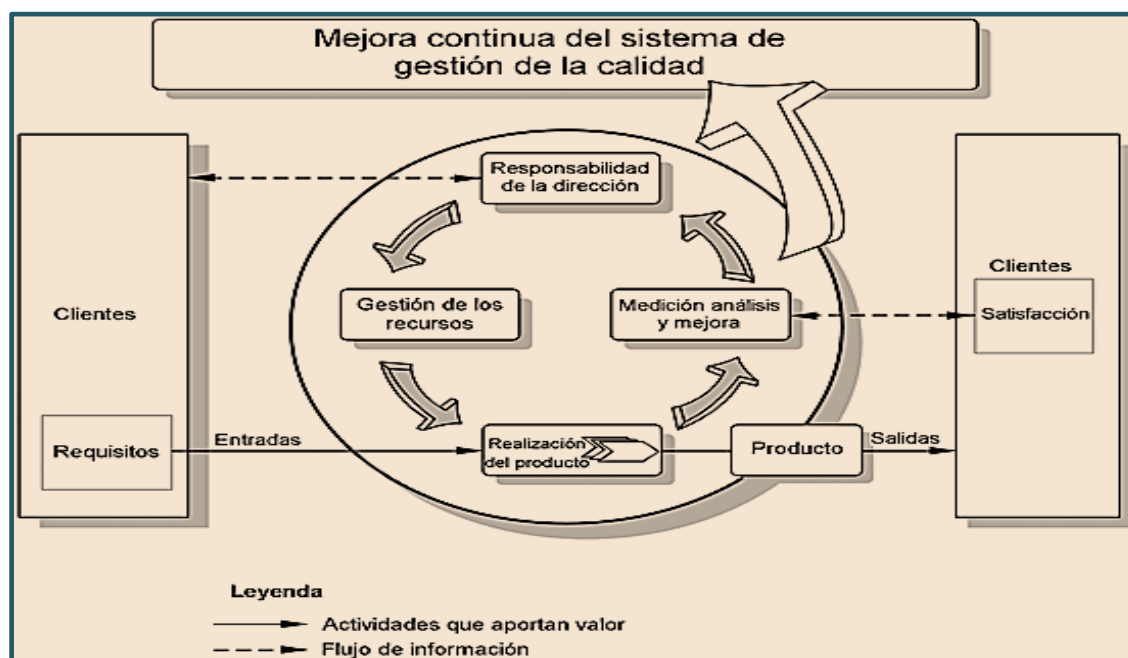 Mejora continua del sistema de
gestión de la calidad
Responsabilidad
de la dirección
Clientes
Gestión de los
recursos
Medición análisis
y mejora
Clientes
Satisfacción
Requisitos
Entradas
Realización
del producto
Producto
Salidas
Leyenda
Actividades que aportan valor
Flujo de información